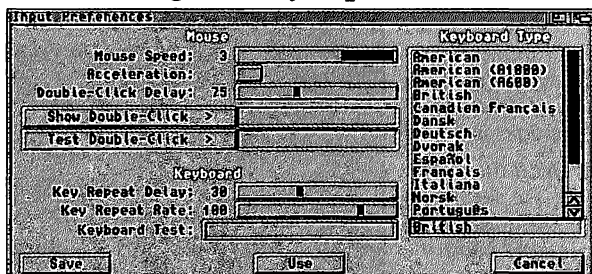 Input Preferences
Mouse
Mouse Speed: 3
Acceleration:
Double-Click Delay: 75
Show Double-Click >
Test Double-Click >
Keyboard
Key Repeat Delay: 30
Key Repeat Rate: 100
Keyboard Test:
Keyboard Type
American
American (A1000)
American (A600)
British
Canadien Français
Dansk
Deutsch
Dvorak
Español
Français
Italiana
Norsk
Português
British
Save
Use
Cancel